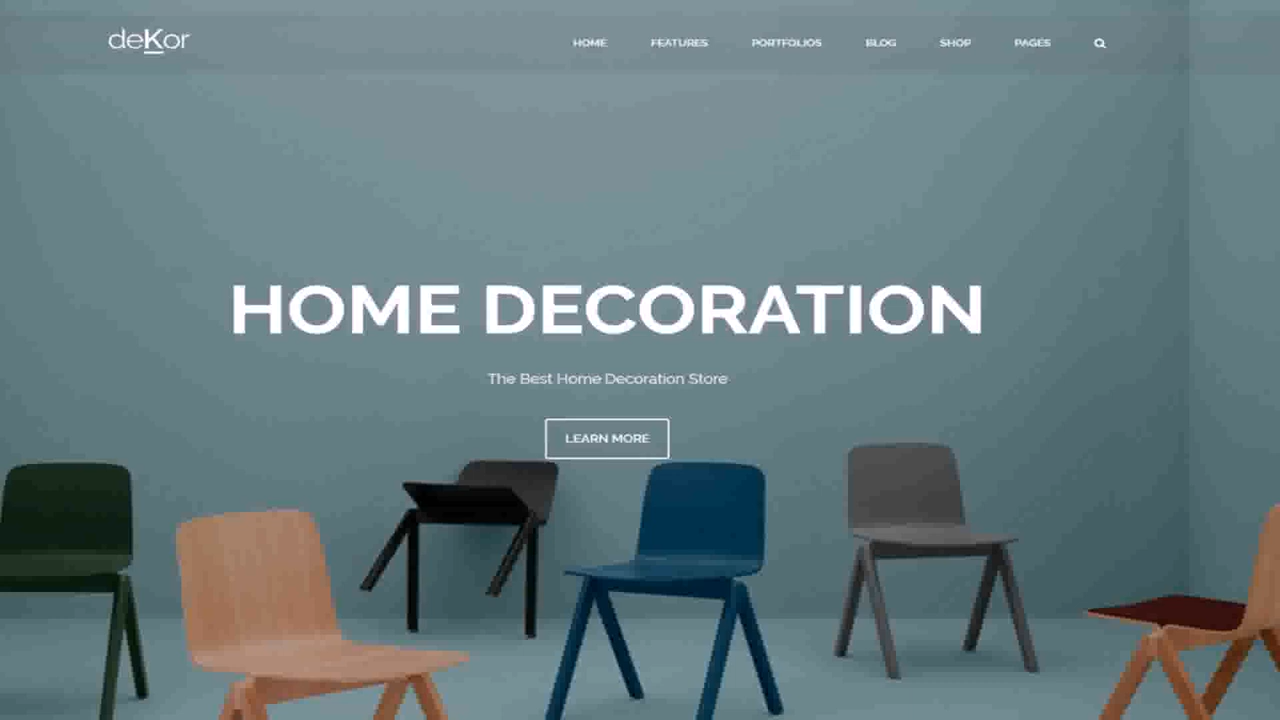 deKor
HOME FEATURES PORTFOLIOS BLOG SHOP PAGES
HOME DECORATION
The Best Home Decoration Store
LEARN MORE